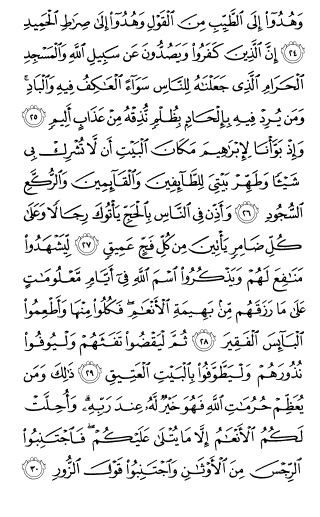 وَهُدُوٓا۟ إِلَى ٱلطَّيِّبِ مِنَ ٱلْقَوْلِ وَهُدُوٓا۟ إِلَىٰ صِرَٰطِ ٱلْحَمِيدِ
٢٤ إِنَّ ٱلَّذِينَ كَفَرُوا۟ وَيَصُدُّونَ عَن سَبِيلِ ٱللَّهِ وَٱلْمَسْجِدِ
ٱلْحَرَامِ ٱلَّذِى جَعَلْنَٰهُ لِلنَّاسِ سَوَآءً ٱلْعَٰكِفُ فِيهِ وَٱلْبَادِ ۚ
وَمَن يُرِدْ فِيهِ بِإِلْحَادٍۭ بِظُلْمٍ نُّذِقْهُ مِنْ عَذَابٍ أَلِيمٍ ٢٥
وَإِذْ بَوَّأْنَا لِإِبْرَٰهِيمَ مَكَانَ ٱلْبَيْتِ أَن لَّا تُشْرِكْ بِى
شَيْـًٔا وَطَهِّرْ بَيْتِىَ لِلطَّآئِفِينَ وَٱلْقَآئِمِينَ وَٱلرُّكَّعِ
ٱلسُّجُودِ ٢٦ وَأَذِّن فِى ٱلنَّاسِ بِٱلْحَجِّ يَأْتُوكَ رِجَالًا وَعَلَىٰ
كُلِّ ضَامِرٍ يَأْتِينَ مِن كُلِّ فَجٍّ عَمِيقٍ ٢٧ لِّيَشْهَدُوا۟
مَنَٰفِعَ لَهُمْ وَيَذْكُرُوا۟ ٱسْمَ ٱللَّهِ فِىٓ أَيَّامٍ مَّعْلُومَٰتٍ
عَلَىٰ مَا رَزَقَهُم مِّنۢ بَهِيمَةِ ٱلْأَنْعَٰمِ ۖ فَكُلُوا۟ مِنْهَا وَأَطْعِمُوا۟
ٱلْبَآئِسَ ٱلْفَقِيرَ ٢٨ ثُمَّ لْيَقْضُوا۟ تَفَثَهُمْ وَلْيُوفُوا۟
نُذُورَهُمْ وَلْيَطَّوَّفُوا۟ بِٱلْبَيْتِ ٱلْعَتِيقِ ٢٩ ذَٰلِكَ وَمَن
يُعَظِّمْ حُرُمَٰتِ ٱللَّهِ فَهُوَ خَيْرٌ لَّهُۥ عِندَ رَبِّهِۦ ۗ وَأُحِلَّتْ
لَكُمُ ٱلْأَنْعَٰمُ إِلَّا مَا يُتْلَىٰ عَلَيْكُمْ ۖ فَٱجْتَنِبُوا۟
ٱلرِّجْسَ مِنَ ٱلْأَوْثَٰنِ وَٱجْتَنِبُوا۟ قَوْلَ ٱلزُّورِ ٣٠